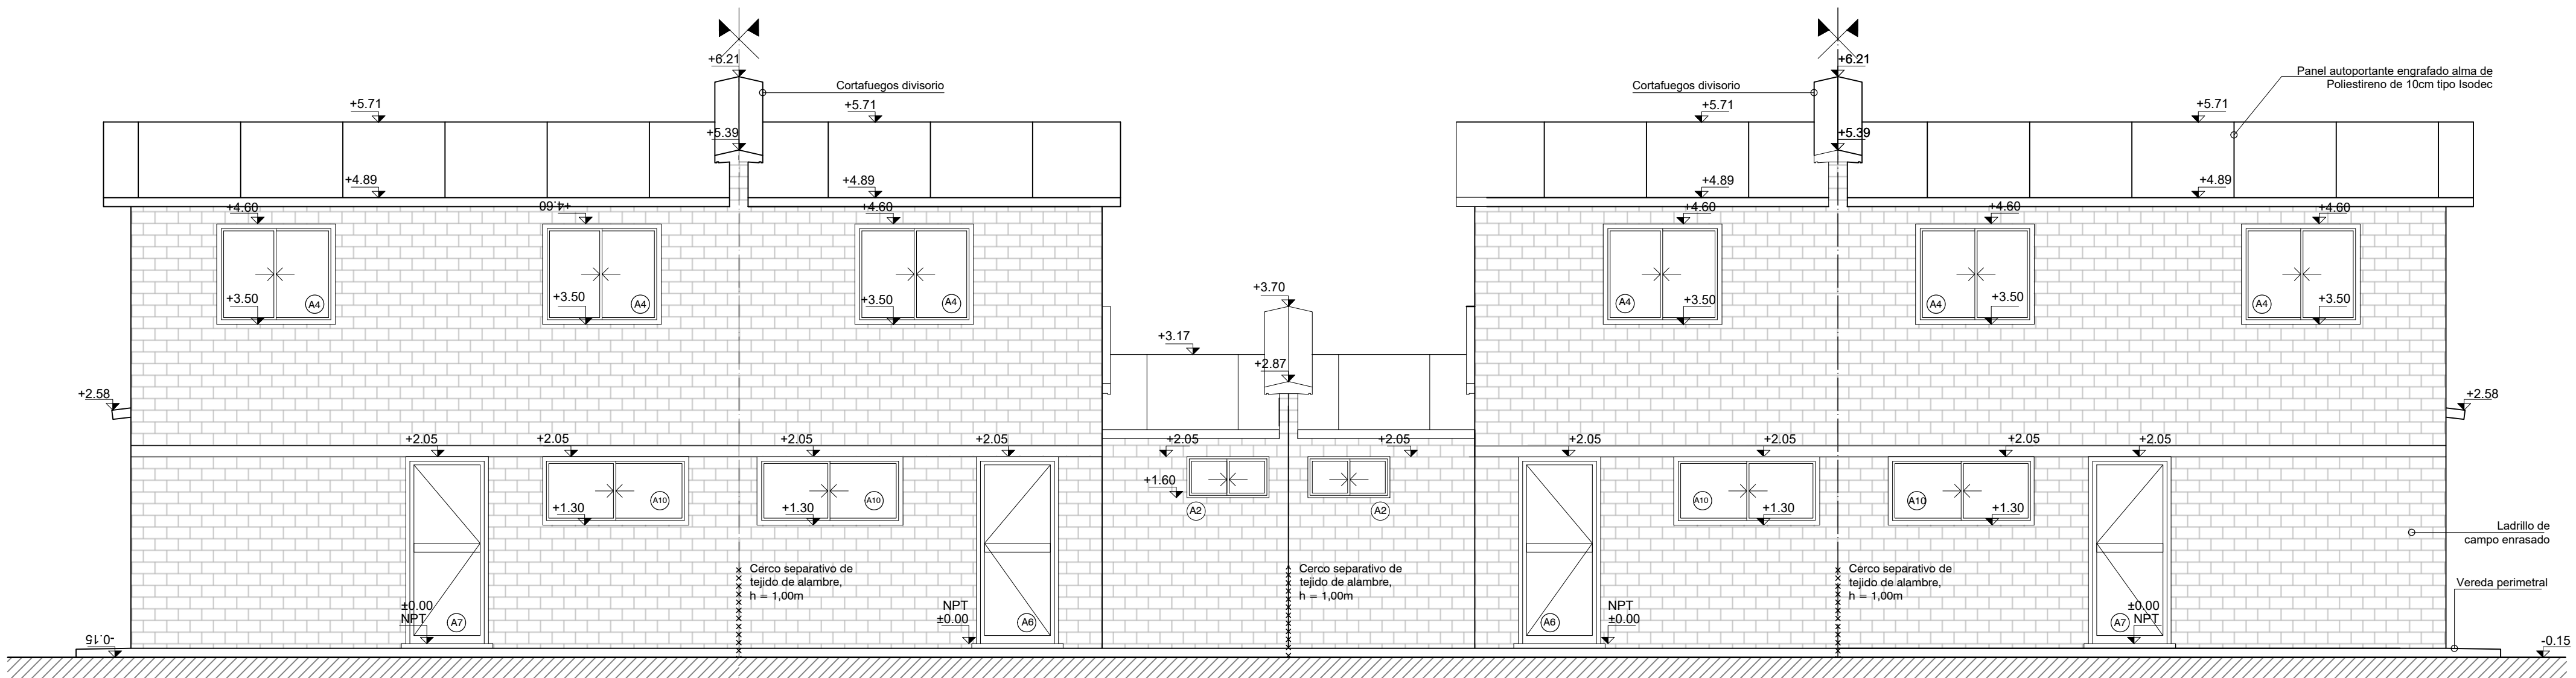 +6.21
+6.21
Cortafuegos divisorio
Cortafuegos divisorio
Panel autoportante engrafado alma de
Poliestireno de 10cm tipo Isodec
+5.71
+5.71
+5.71
+5.71
+5.39
+5.39
+4.89
+4.89
+4.89
+4.89
+4.60
+4.60
+4.60
+4.60
+4.60
+4.60
+3.50
A4
+3.50
A4
+3.50
A4
A4
+3.50
A4
+3.50
A4
+3.50
+3.70
+3.17
+2.87
+2.58
+2.58
+2.05
+2.05
+2.05
+2.05
+2.05
+2.05
+2.05
+2.05
+2.05
+2.05
+1.60
A2
A2
+1.30
A10
+1.30
A10
A10
+1.30
A10
+1.30
Ladrillo de
campo enrasado
Cerco separativo de
tejido de alambre,
h = 1,00m
Cerco separativo de
tejido de alambre,
h = 1,00m
Cerco separativo de
tejido de alambre,
h = 1,00m
Vereda perimetral
±0.00
NPT
A7
NPT
±0.00
A6
A6
NPT
±0.00
A7
±0.00
NPT
-0.15
-0.15